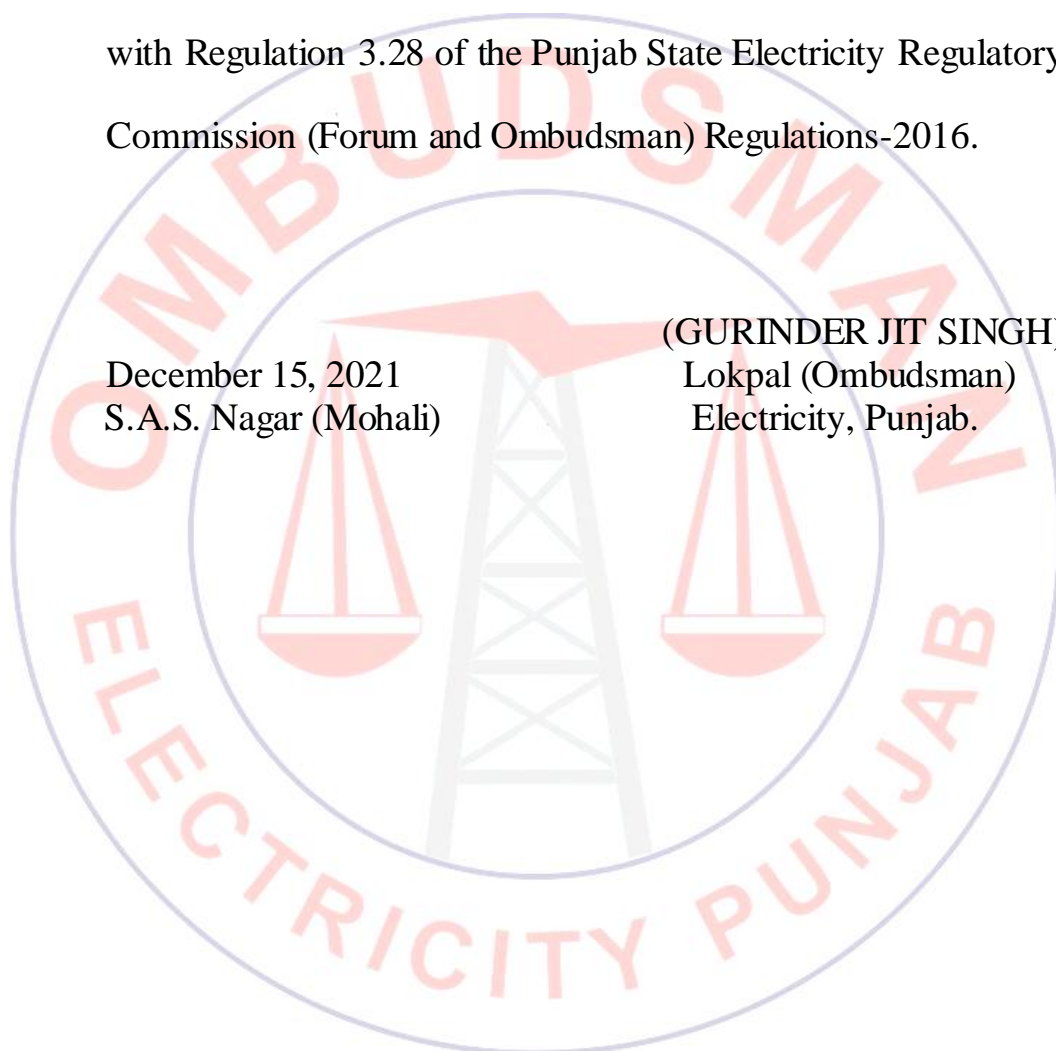 with Regulation 3.28 of the Punjab State Electricity Regulatory
Commission (Forum and Ombudsman) Regulations-2016.
(GURINDER JIT SINGH)
December 15, 2021 Lokpal (Ombudsman)
S.A.S. Nagar (Mohali) Electricity, Punjab.
OMBUDSMAN
ELECTRICITY PUNJAB